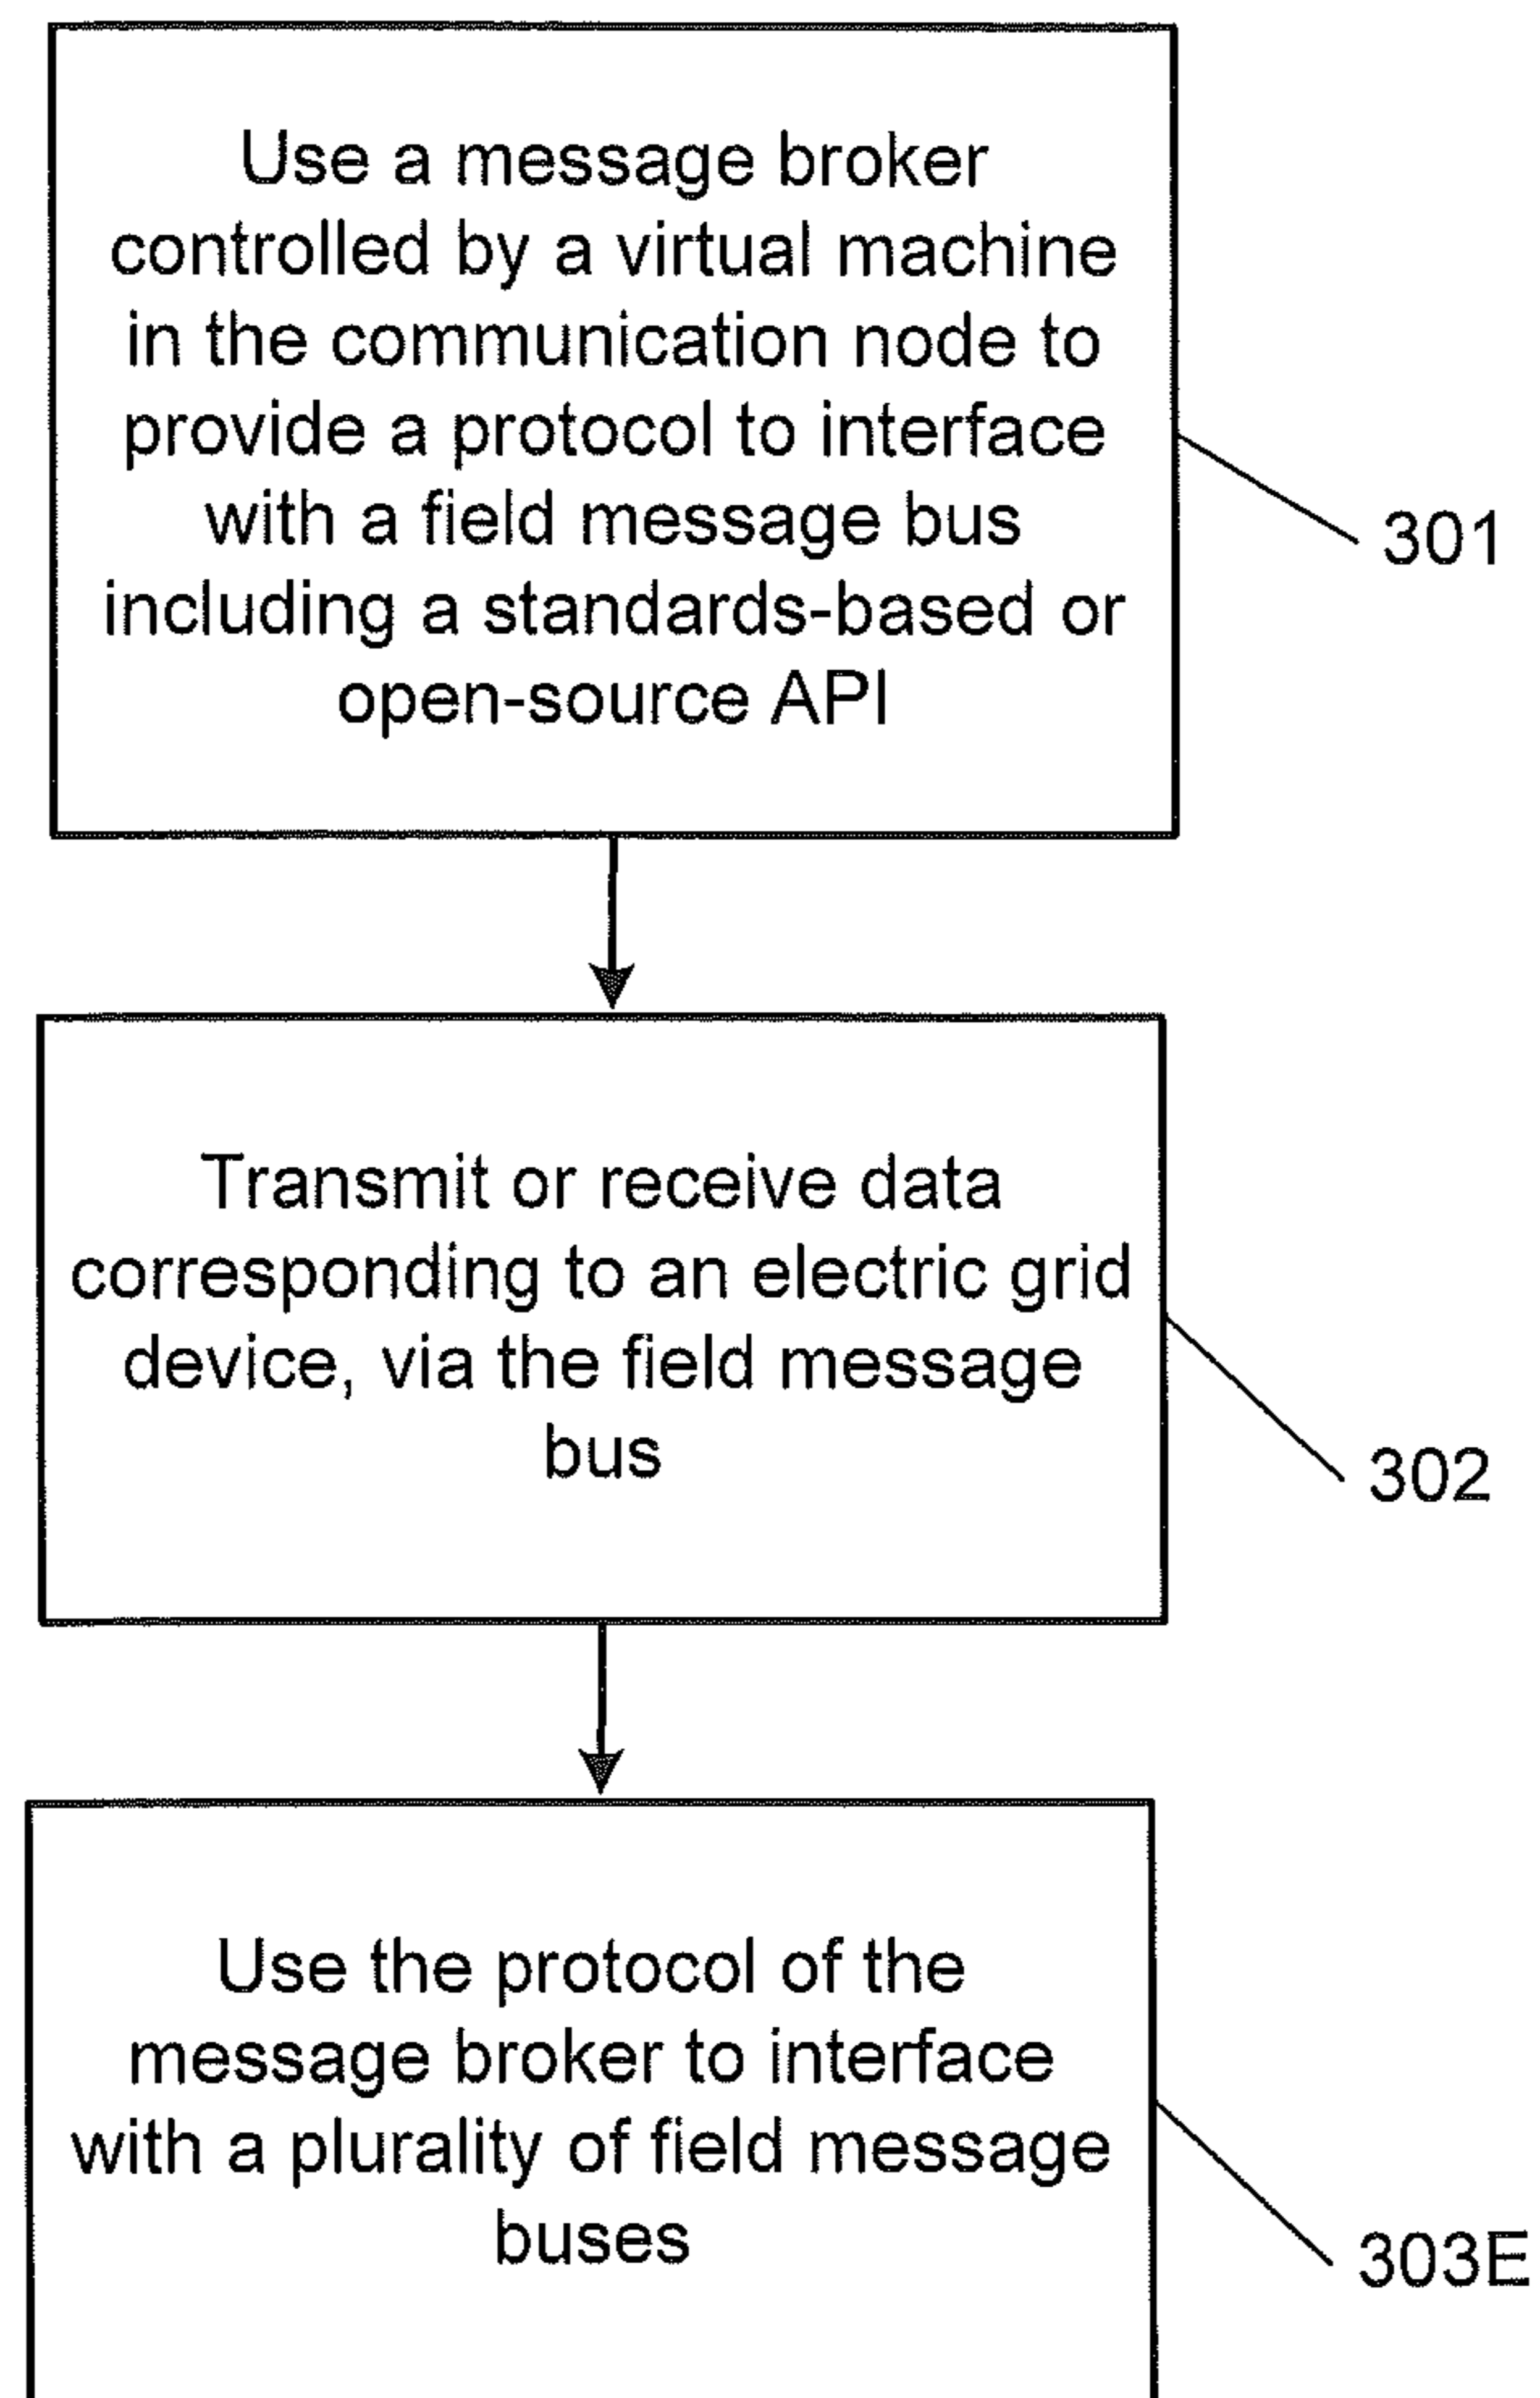 Use a message broker
controlled by a virtual machine
in the communication node to
provide a protocol to interface
with a field message bus
including a standards-based or
open-source API
301
Transmit or receive data
corresponding to an electric grid
device, via the field message
bus
302
Use the protocol of the
message broker to interface
with a plurality of field message
buses
303E